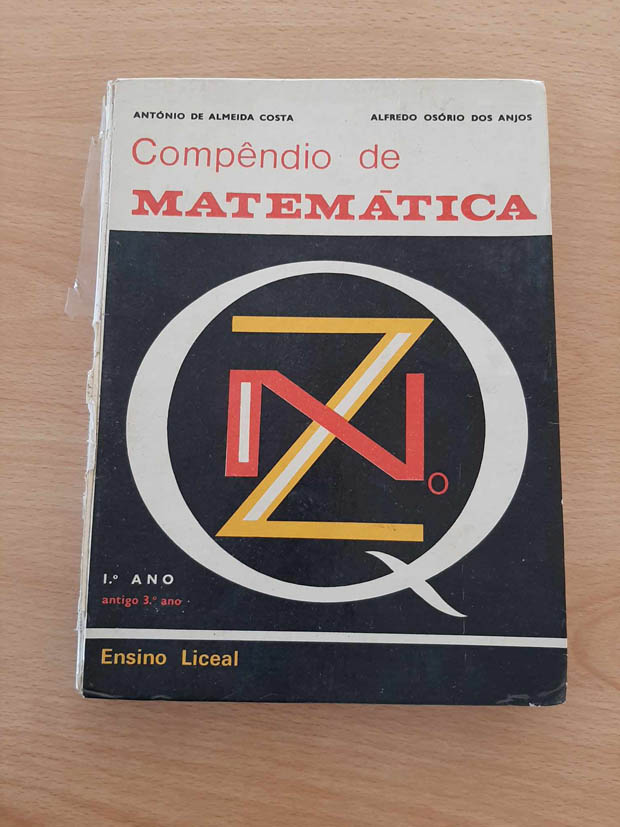 ANTÓNIO DE ALMEIDA COSTA ALFREDO OSÓRIO DOS ANJOS
Compêndio de
MATEMÁTICA
Q
Z
N
o
1.º ANO
antigo 3.º ano
Ensino Liceal